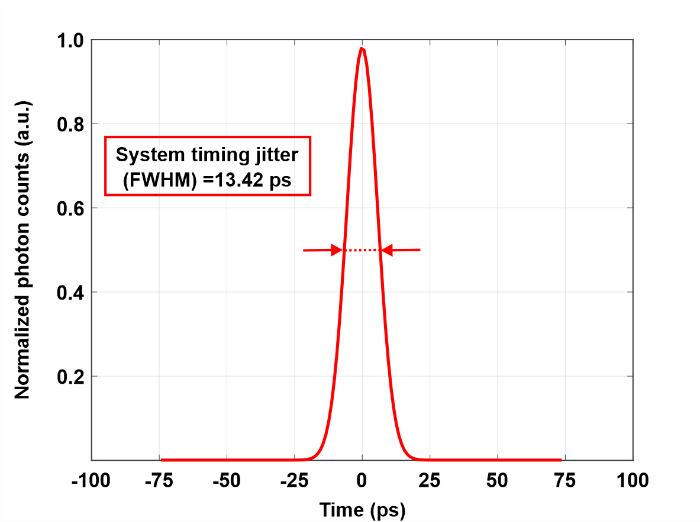 1.0
0.8
0.6
0.4
0.2
Normalized photon counts (a.u.)
System timing jitter
(FWHM) =13.42 ps
-100 -75 -50 -25 0 25 50 75 100
Time (ps)